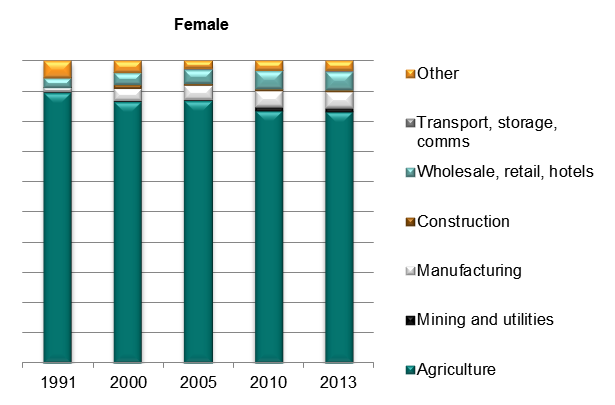 Female
Other
Transport, storage,
comms
Wholesale, retail, hotels
Construction
Manufacturing
Mining and utilities
Agriculture
1991 2000 2005 2010 2013